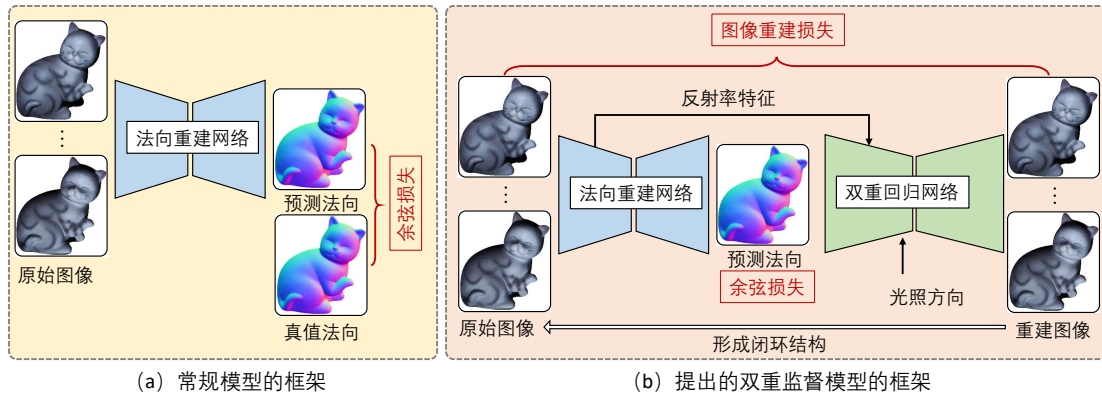 法向重建网络
预测法向
余弦损失
原始图像
真值法向
(a) 常规模型的框架
图像重建损失
反射率特征
法向重建网络
双重回归网络
预测法向
余弦损失
光照方向
原始图像
重建图像
形成闭环结构
(b) 提出的双重监督模型的框架